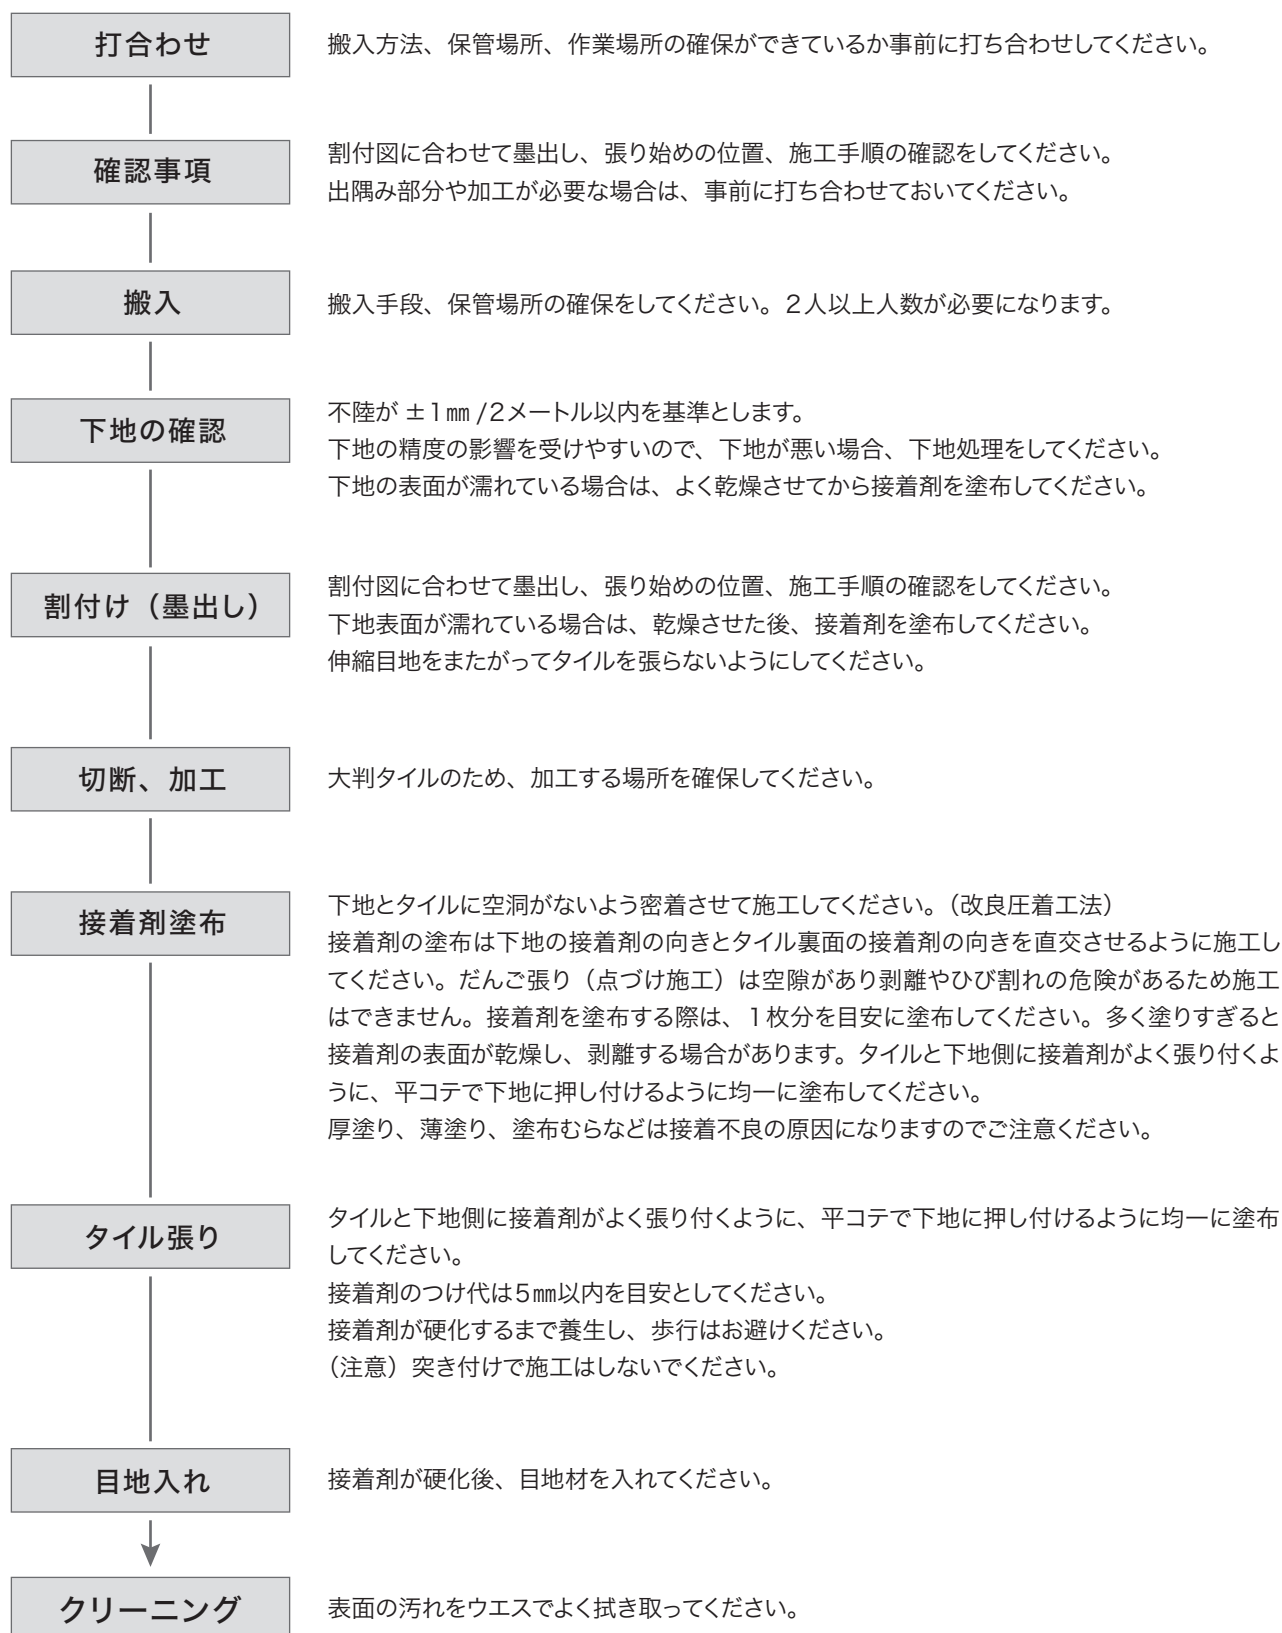 打合わせ
搬入方法、保管場所、作業場所の確保ができているか事前に打ち合わせしてください。
確認事項
割付図に合わせて墨出し、張り始めの位置、施工手順の確認をしてください。
出隅み部分や加工が必要な場合は、事前に打ち合わせておいてください。
搬入
搬入手段、保管場所の確保をしてください。2人以上人数が必要になります。
下地の確認
不陸が ±1㎜ /2メートル以内を基準とします。
下地の精度の影響を受けやすいので、下地が悪い場合、下地処理をしてください。
下地の表面が濡れている場合は、よく乾燥させてから接着剤を塗布してください。
割付け（墨出し）
割付図に合わせて墨出し、張り始めの位置、施工手順の確認をしてください。
下地表面が濡れている場合は、乾燥させた後、接着剤を塗布してください。
伸縮目地をまたがってタイルを張らないようにしてください。
切断、加工
大判タイルのため、加工する場所を確保してください。
接着剤塗布
下地とタイルに空洞がないよう密着させて施工してください。（改良圧着工法）
接着剤の塗布は下地の接着剤の向きとタイル裏面の接着剤の向きを直交させるように施工し
てください。だんご張り（点づけ施工）は空隙があり剥離やひび割れの危険があるため施工
はできません。接着剤を塗布する際は、1枚分を目安に塗布してください。多く塗りすぎると
接着剤の表面が乾燥し、剥離する場合があります。タイルと下地側に接着剤がよく張り付くよ
うに、平コテで下地に押し付けるように均一に塗布してください。
厚塗り、薄塗り、塗布むらなどは接着不良の原因になりますのでご注意ください。
タイル張り
タイルと下地側に接着剤がよく張り付くように、平コテで下地に押し付けるように均一に塗布
してください。
接着剤のつけ代は5㎜以内を目安としてください。
接着剤が硬化するまで養生し、歩行はお避けください。
（注意）突き付けで施工はしないでください。
目地入れ
接着剤が硬化後、目地材を入れてください。
クリーニング
表面の汚れをウエスでよく拭き取ってください。